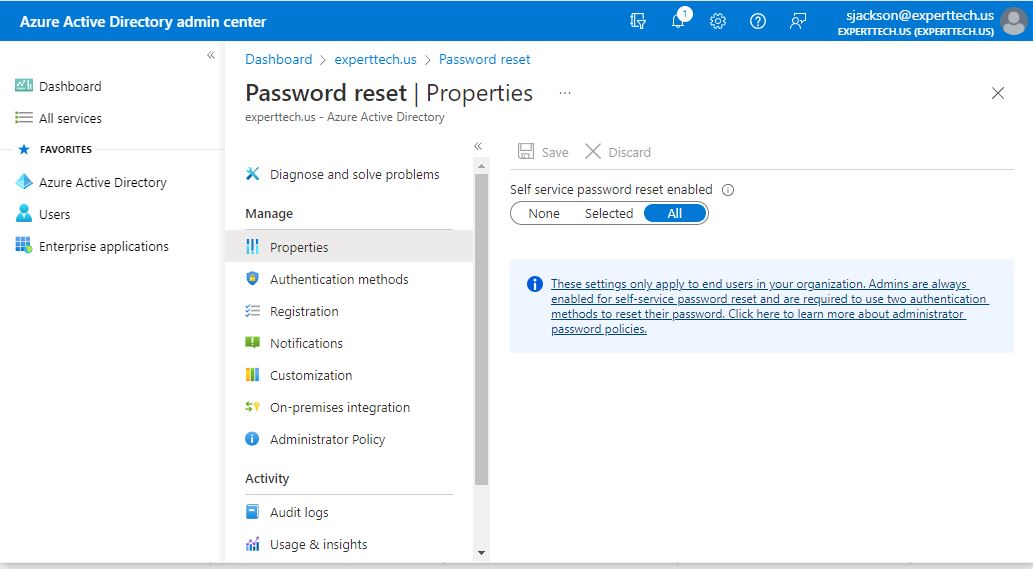 Azure Active Directory admin center
1
sjackson@experttech.us
EXPERTTECH.US (EXPERTTECH.US)
«
Dashboard
All services
FAVORITES
Azure Active Directory
Users
Enterprise applications
Dashboard > experttech.us > Password reset
Password reset | Properties ...
experttech.us - Azure Active Directory
«
Diagnose and solve problems
Manage
Properties
Authentication methods
Registration
Notifications
Customization
On-premises integration
Administrator Policy
Activity
Audit logs
Usage & insights
Save Discard
Self service password reset enabled
None Selected All
These settings only apply to end users in your organization. Admins are always
enabled for self-service password reset and are required to use two authentication
methods to reset their password. Click here to learn more about administrator
password policies.